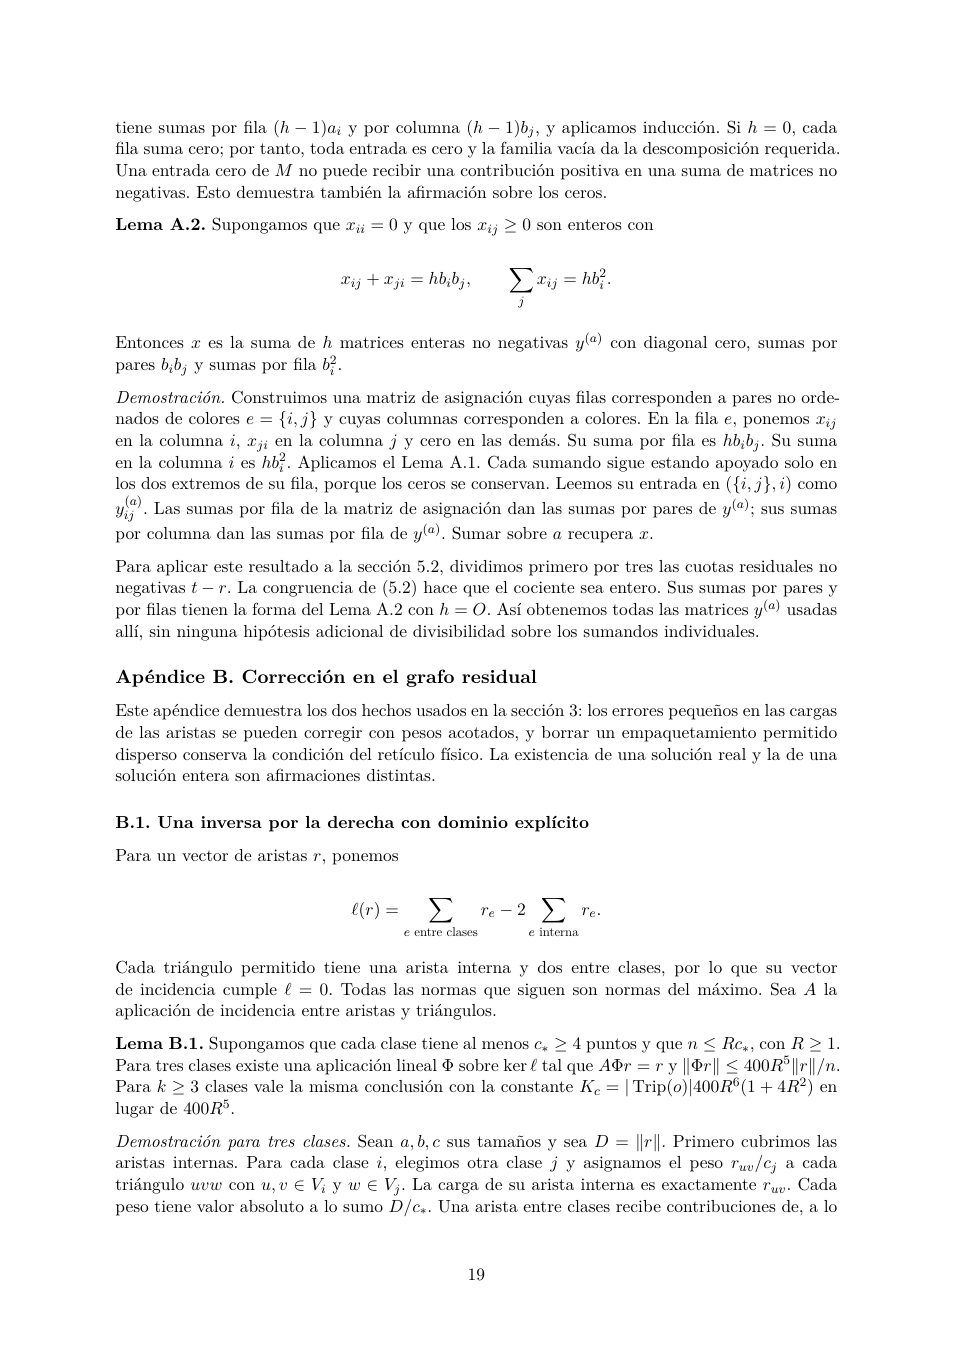 tiene sumas por fila (h − 1)a_i y por columna (h − 1)b_j, y aplicamos inducción. Si h = 0, cada
fila suma cero; por tanto, toda entrada es cero y la familia vacía da la descomposición requerida.
Una entrada cero de M no puede recibir una contribución positiva en una suma de matrices no
negativas. Esto demuestra también la afirmación sobre los ceros.
Lema A.2. Supongamos que x_{ii} = 0 y que los x_{ij} ≥ 0 son enteros con
x_{ij} + x_{ji} = hb_ib_j, ∑_j x_{ij} = hb_i^2.
Entonces x es la suma de h matrices enteras no negativas y^{(a)} con diagonal cero, sumas por
pares b_ib_j y sumas por fila b_i^2.
Demostración. Construimos una matriz de asignación cuyas filas corresponden a pares no orde-
nados de colores e = {i, j} y cuyas columnas corresponden a colores. En la fila e, ponemos x_{ij}
en la columna i, x_{ji} en la columna j y cero en las demás. Su suma por fila es hb_ib_j. Su suma
en la columna i es hb_i^2. Aplicamos el Lema A.1. Cada sumando sigue estando apoyado solo en
los dos extremos de su fila, porque los ceros se conservan. Leemos su entrada en ({i, j}, i) como
y_{ij}^{(a)}. Las sumas por fila de la matriz de asignación dan las sumas por pares de y^{(a)}; sus sumas
por columna dan las sumas por fila de y^{(a)}. Sumar sobre a recupera x.
Para aplicar este resultado a la sección 5.2, dividimos primero por tres las cuotas residuales no
negativas t − r. La congruencia de (5.2) hace que el cociente sea entero. Sus sumas por pares y
por filas tienen la forma del Lema A.2 con h = O. Así obtenemos todas las matrices y^{(a)} usadas
allí, sin ninguna hipótesis adicional de divisibilidad sobre los sumandos individuales.
Apéndice B. Corrección en el grafo residual
Este apéndice demuestra los dos hechos usados en la sección 3: los errores pequeños en las cargas
de las aristas se pueden corregir con pesos acotados, y borrar un empaquetamiento permitido
disperso conserva la condición del retículo físico. La existencia de una solución real y la de una
solución entera son afirmaciones distintas.
B.1. Una inversa por la derecha con dominio explícito
Para un vector de aristas r, ponemos
ℓ(r) = ∑_{e entre clases} r_e − 2 ∑_{e interna} r_e.
Cada triángulo permitido tiene una arista interna y dos entre clases, por lo que su vector
de incidencia cumple ℓ = 0. Todas las normas que siguen son normas del máximo. Sea A la
aplicación de incidencia entre aristas y triángulos.
Lema B.1. Supongamos que cada clase tiene al menos c_* ≥ 4 puntos y que n ≤ Rc_*, con R ≥ 1.
Para tres clases existe una aplicación lineal Φ sobre ker ℓ tal que AΦr = r y ‖Φr‖ ≤ 400R^5‖r‖/n.
Para k ≥ 3 clases vale la misma conclusión con la constante K_c = | Trip(o)|400R^6(1 + 4R^2) en
lugar de 400R^5.
Demostración para tres clases. Sean a, b, c sus tamaños y sea D = ‖r‖. Primero cubrimos las
aristas internas. Para cada clase i, elegimos otra clase j y asignamos el peso r_{uv}/c_j a cada
triángulo uvw con u, v ∈ V_i y w ∈ V_j. La carga de su arista interna es exactamente r_{uv}. Cada
peso tiene valor absoluto a lo sumo D/c_*. Una arista entre clases recibe contribuciones de, a lo
19